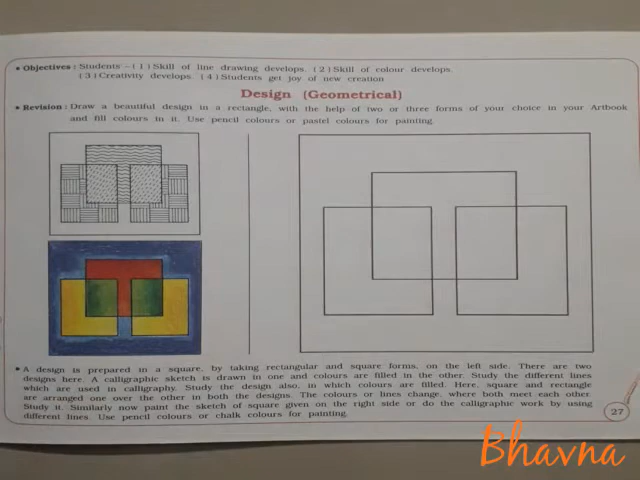 • Objectives : Students – (1) Skill of line drawing develops. (2) Skill of colour develops.
(3) Creativity develops. (4) Students get joy of new creation
Design (Geometrical)
• Revision : Draw a beautiful design in a rectangle, with the help of two or three forms of your choice in your Artbook
and fill colours in it. Use pencil colours or pastel colours for painting.
• A design is prepared in a square, by taking rectangular and square forms, on the left side. There are two
designs here. A calligraphic sketch is drawn in one and colours are filled in the other. Study the different lines
which are used in calligraphy. Study the design also, in which colours are filled. Here, square and rectangle
are arranged one over the other in both the designs. The colours or lines change, where both meet each other.
Study it. Similarly now paint the sketch of square given on the right side or do the calligraphic work by using
different lines. Use pencil colours or chalk colours for painting.
27
Bhavna